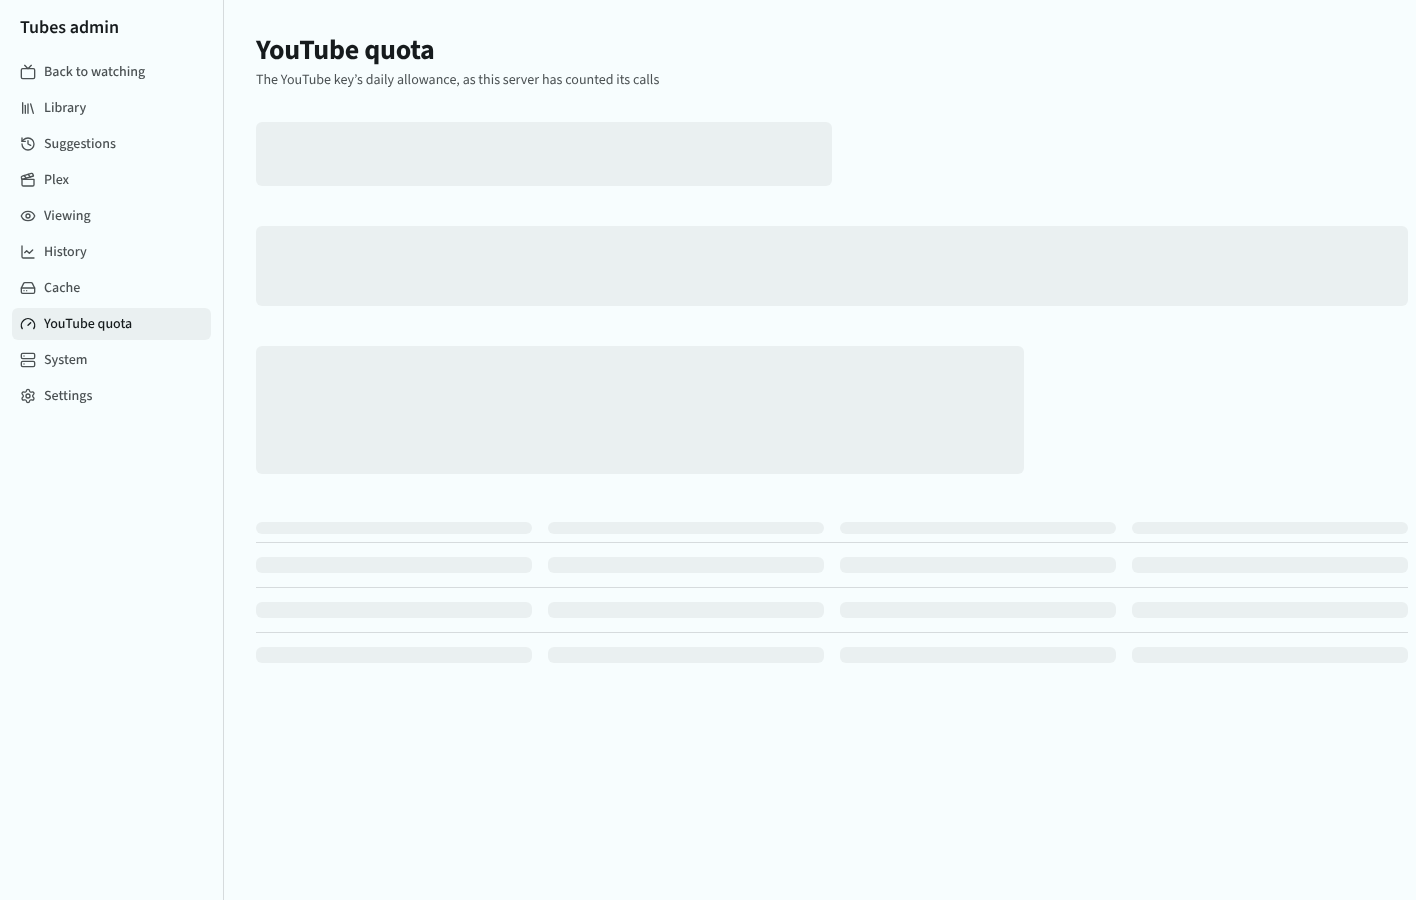 Tubes admin
Back to watching
Library
Suggestions
Plex
Viewing
History
Cache
YouTube quota
System
Settings
YouTube quota
The YouTube key’s daily allowance, as this server has counted its calls